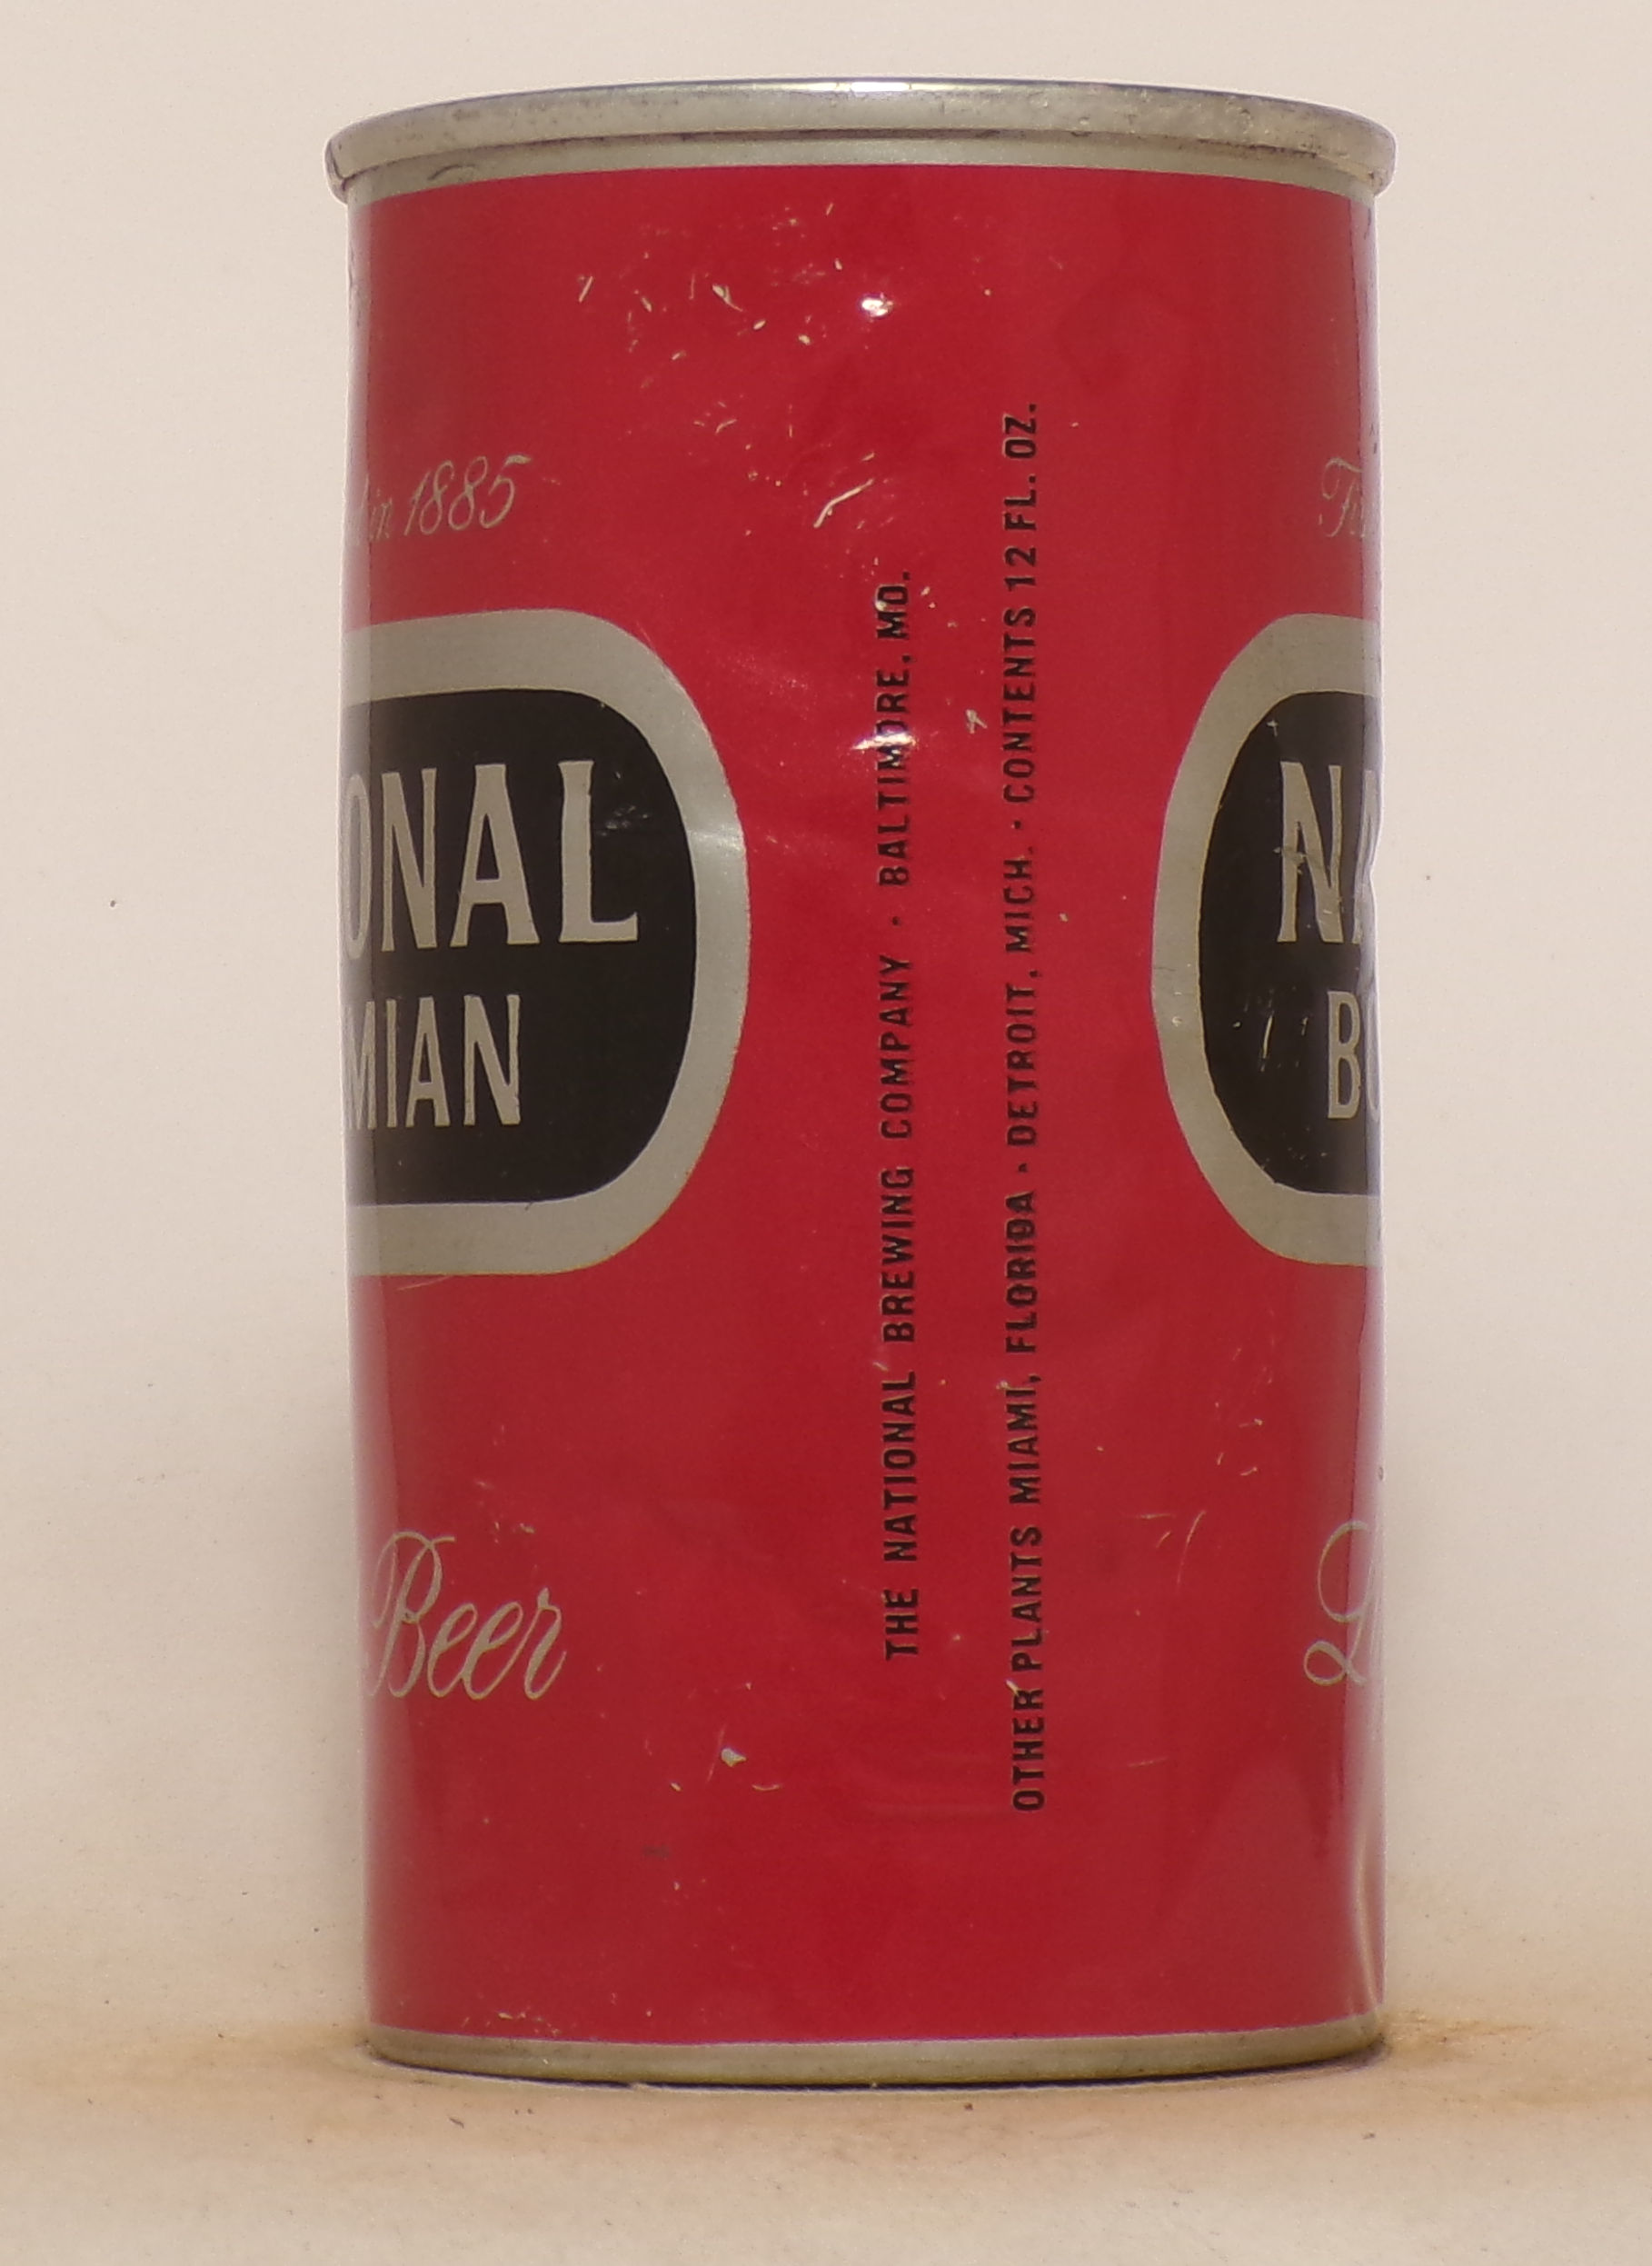 in 1885
ONAL
MIAN
Beer
THE NATIONAL BREWING COMPANY · BALTIMORE, MD.
OTHER PLANTS MIAMI, FLORIDA · DETROIT, MICH. · CONTENTS 12 FL. OZ.
NA
BO